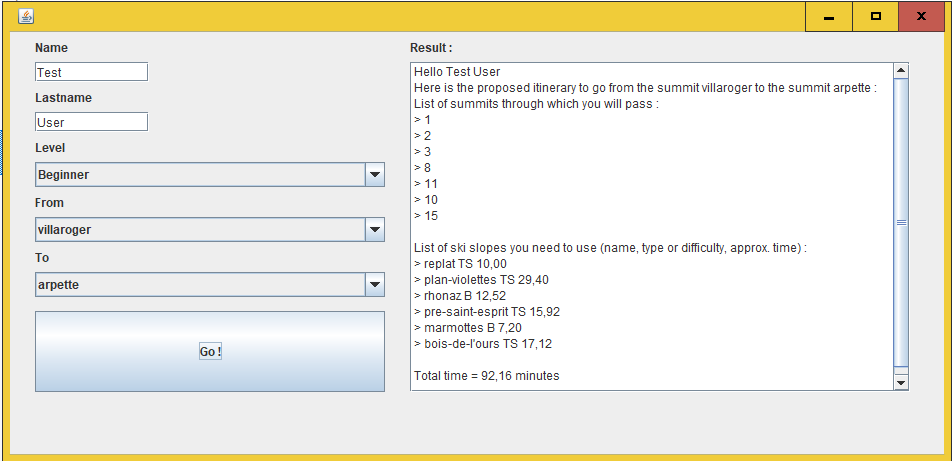 Name
Test
Lastname
User
Level
Beginner
From
villaroger
To
arpette
Go !
Result :
Hello Test User
Here is the proposed itinerary to go from the summit villaroger to the summit arpette :
List of summits through which you will pass :
> 1
> 2
> 3
> 8
> 11
> 10
> 15
List of ski slopes you need to use (name, type or difficulty, approx. time) :
> replat TS 10,00
> plan-violettes TS 29,40
> rhonaz B 12,52
> pre-saint-esprit TS 15,92
> marmottes B 7,20
> bois-de-l'ours TS 17,12
Total time = 92,16 minutes